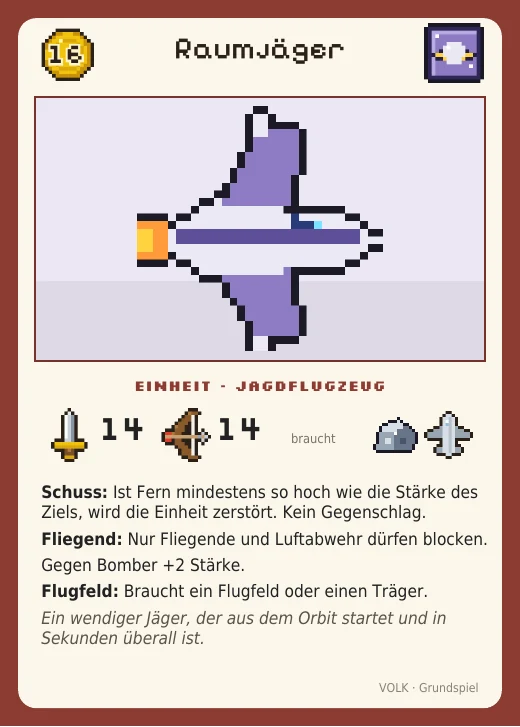 16
Raumjäger
EINHEIT - JAGDFLUGZEUG
14 14 braucht
Schuss: Ist Fern mindestens so hoch wie die Stärke des
Ziels, wird die Einheit zerstört. Kein Gegenschlag.
Fliegend: Nur Fliegende und Luftabwehr dürfen blocken.
Gegen Bomber +2 Stärke.
Flugfeld: Braucht ein Flugfeld oder einen Träger.
Ein wendiger Jäger, der aus dem Orbit startet und in
Sekunden überall ist.
VOLK · Grundspiel